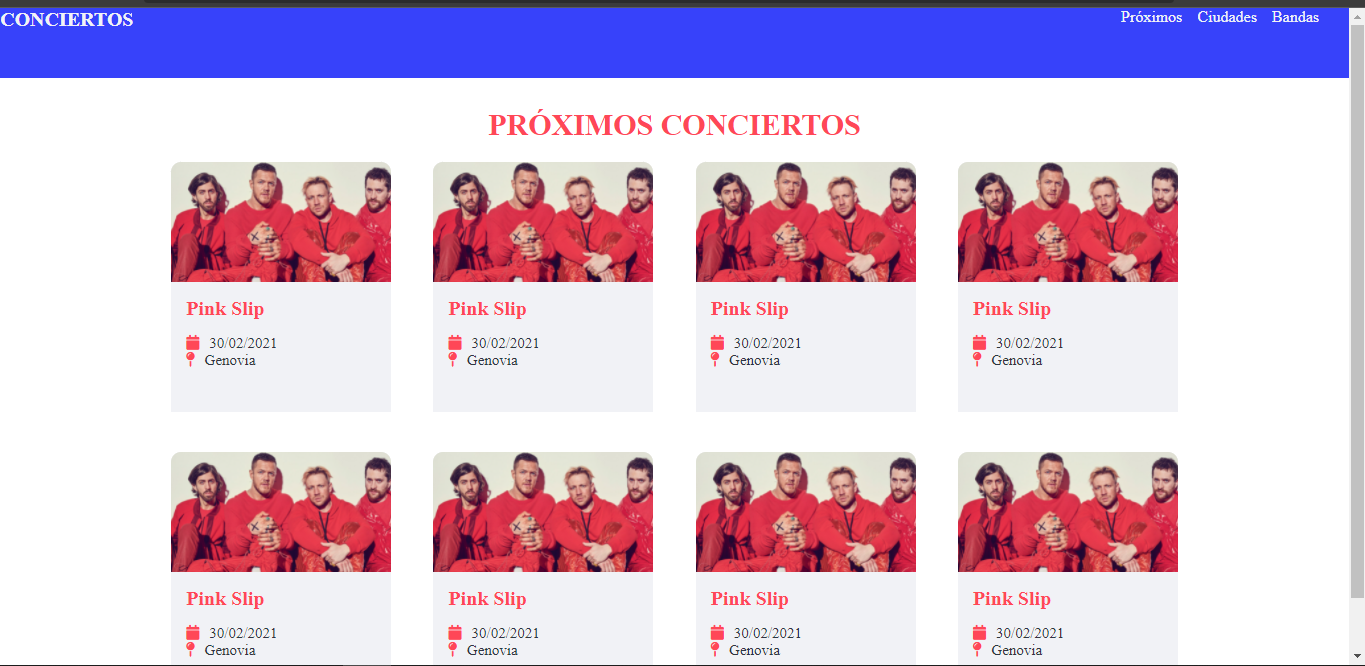 CONCIERTOS Próximos Ciudades Bandas
PRÓXIMOS CONCIERTOS
Pink Slip Pink Slip Pink Slip Pink Slip
30/02/2021 30/02/2021 30/02/2021 30/02/2021
Genovia Genovia Genovia Genovia
Pink Slip Pink Slip Pink Slip Pink Slip
30/02/2021 30/02/2021 30/02/2021 30/02/2021
Genovia Genovia Genovia Genovia